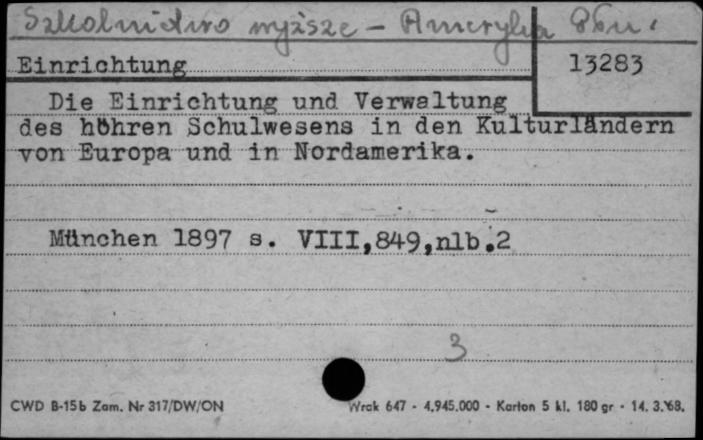 Szkolnictwo wyższe - Ameryka Płn.
Einrichtung
13283
Die Einrichtung und Verwaltung
des höhren Schulwesens in den Kulturländern
von Europa und in Nordamerika.
München 1897 s. VIII,849,nlb.2
3
CWD B-15b Zam. Nr 317/DW/ON
Wrak 647 - 4.945.000 - Karton 5 kl. 180 gr - 14. 3.'68.